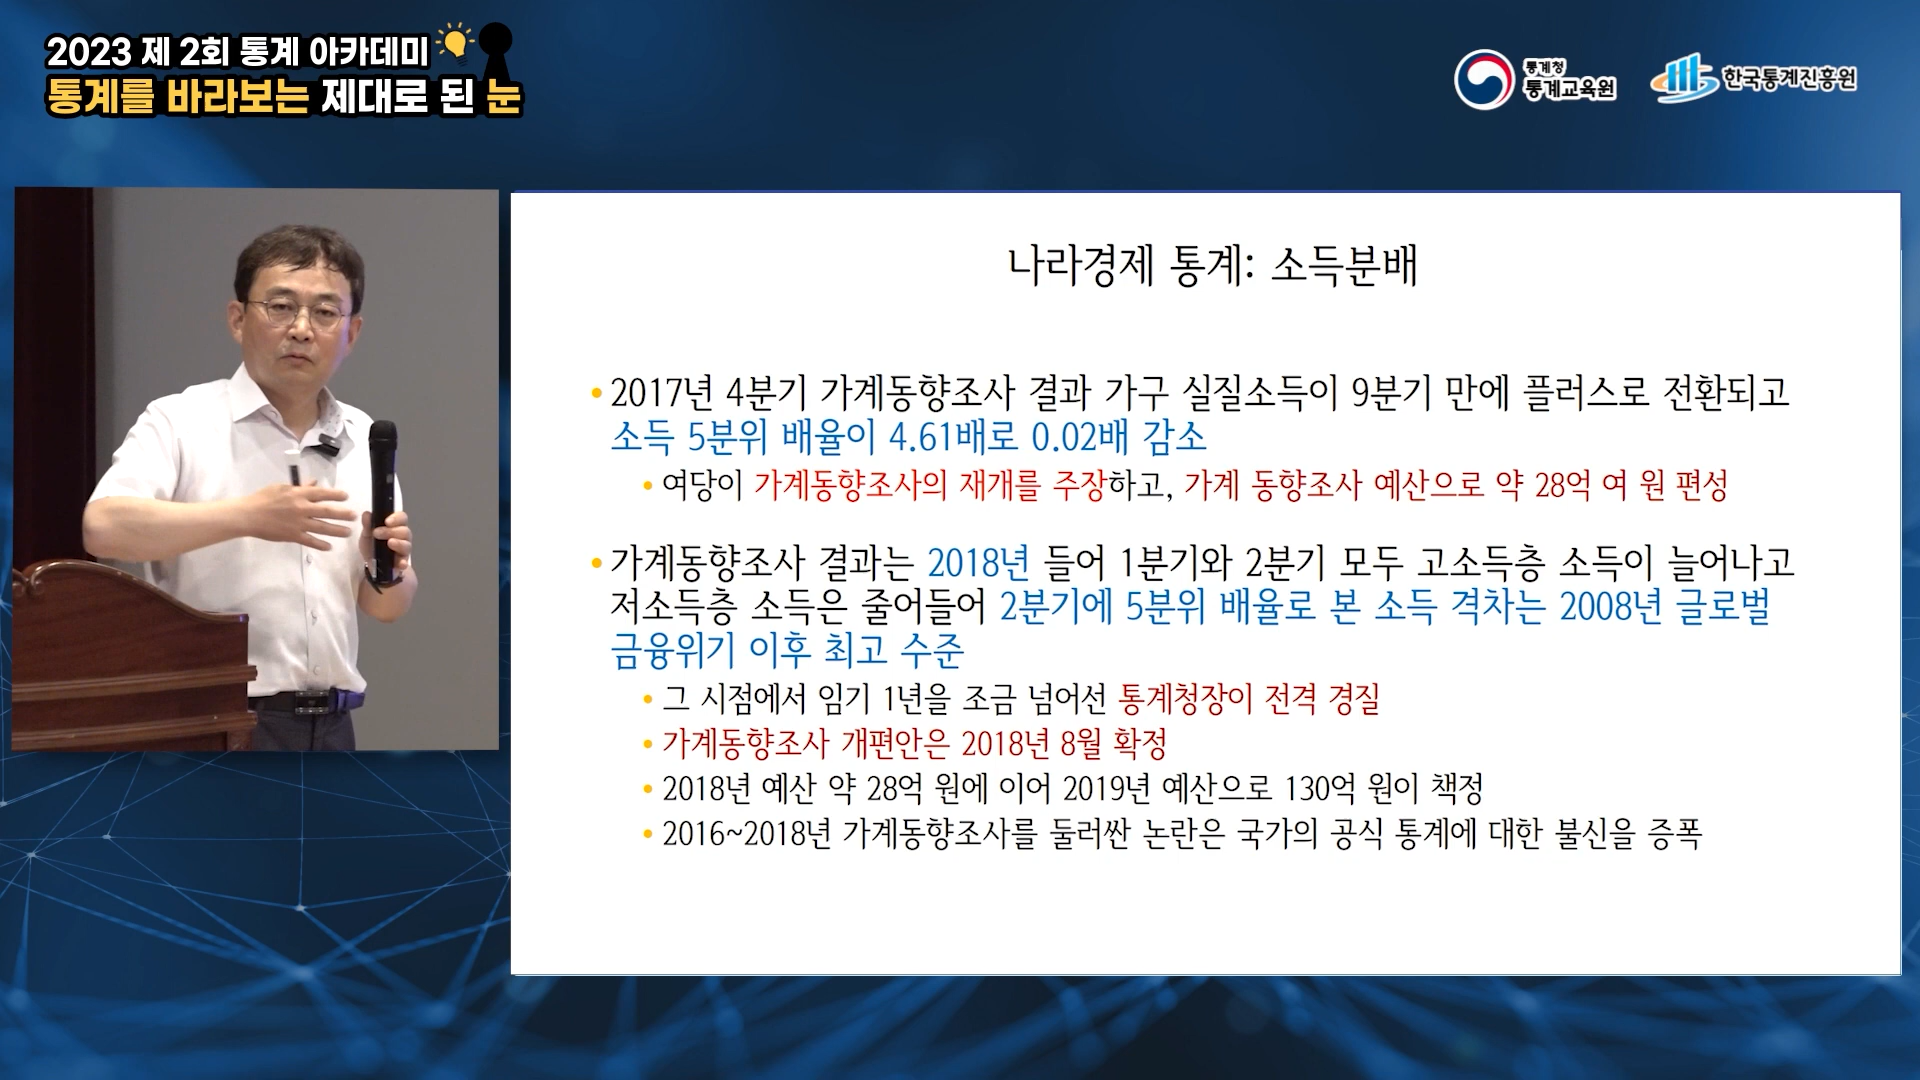 2023 제 2회 통계 아카데미
통계를 바라보는 제대로 된 눈
통계청
통계교육원
한국통계진흥원
나라경제 통계: 소득분배
• 2017년 4분기 가계동향조사 결과 가구 실질소득이 9분기 만에 플러스로 전환되고
소득 5분위 배율이 4.61배로 0.02배 감소
• 여당이 가계동향조사의 재개를 주장하고, 가계 동향조사 예산으로 약 28억 여 원 편성
• 가계동향조사 결과는 2018년 들어 1분기와 2분기 모두 고소득층 소득이 늘어나고
저소득층 소득은 줄어들어 2분기에 5분위 배율로 본 소득 격차는 2008년 글로벌
금융위기 이후 최고 수준
• 그 시점에서 임기 1년을 조금 넘어선 통계청장이 전격 경질
• 가계동향조사 개편안은 2018년 8월 확정
• 2018년 예산 약 28억 원에 이어 2019년 예산으로 130억 원이 책정
• 2016~2018년 가계동향조사를 둘러싼 논란은 국가의 공식 통계에 대한 불신을 증폭